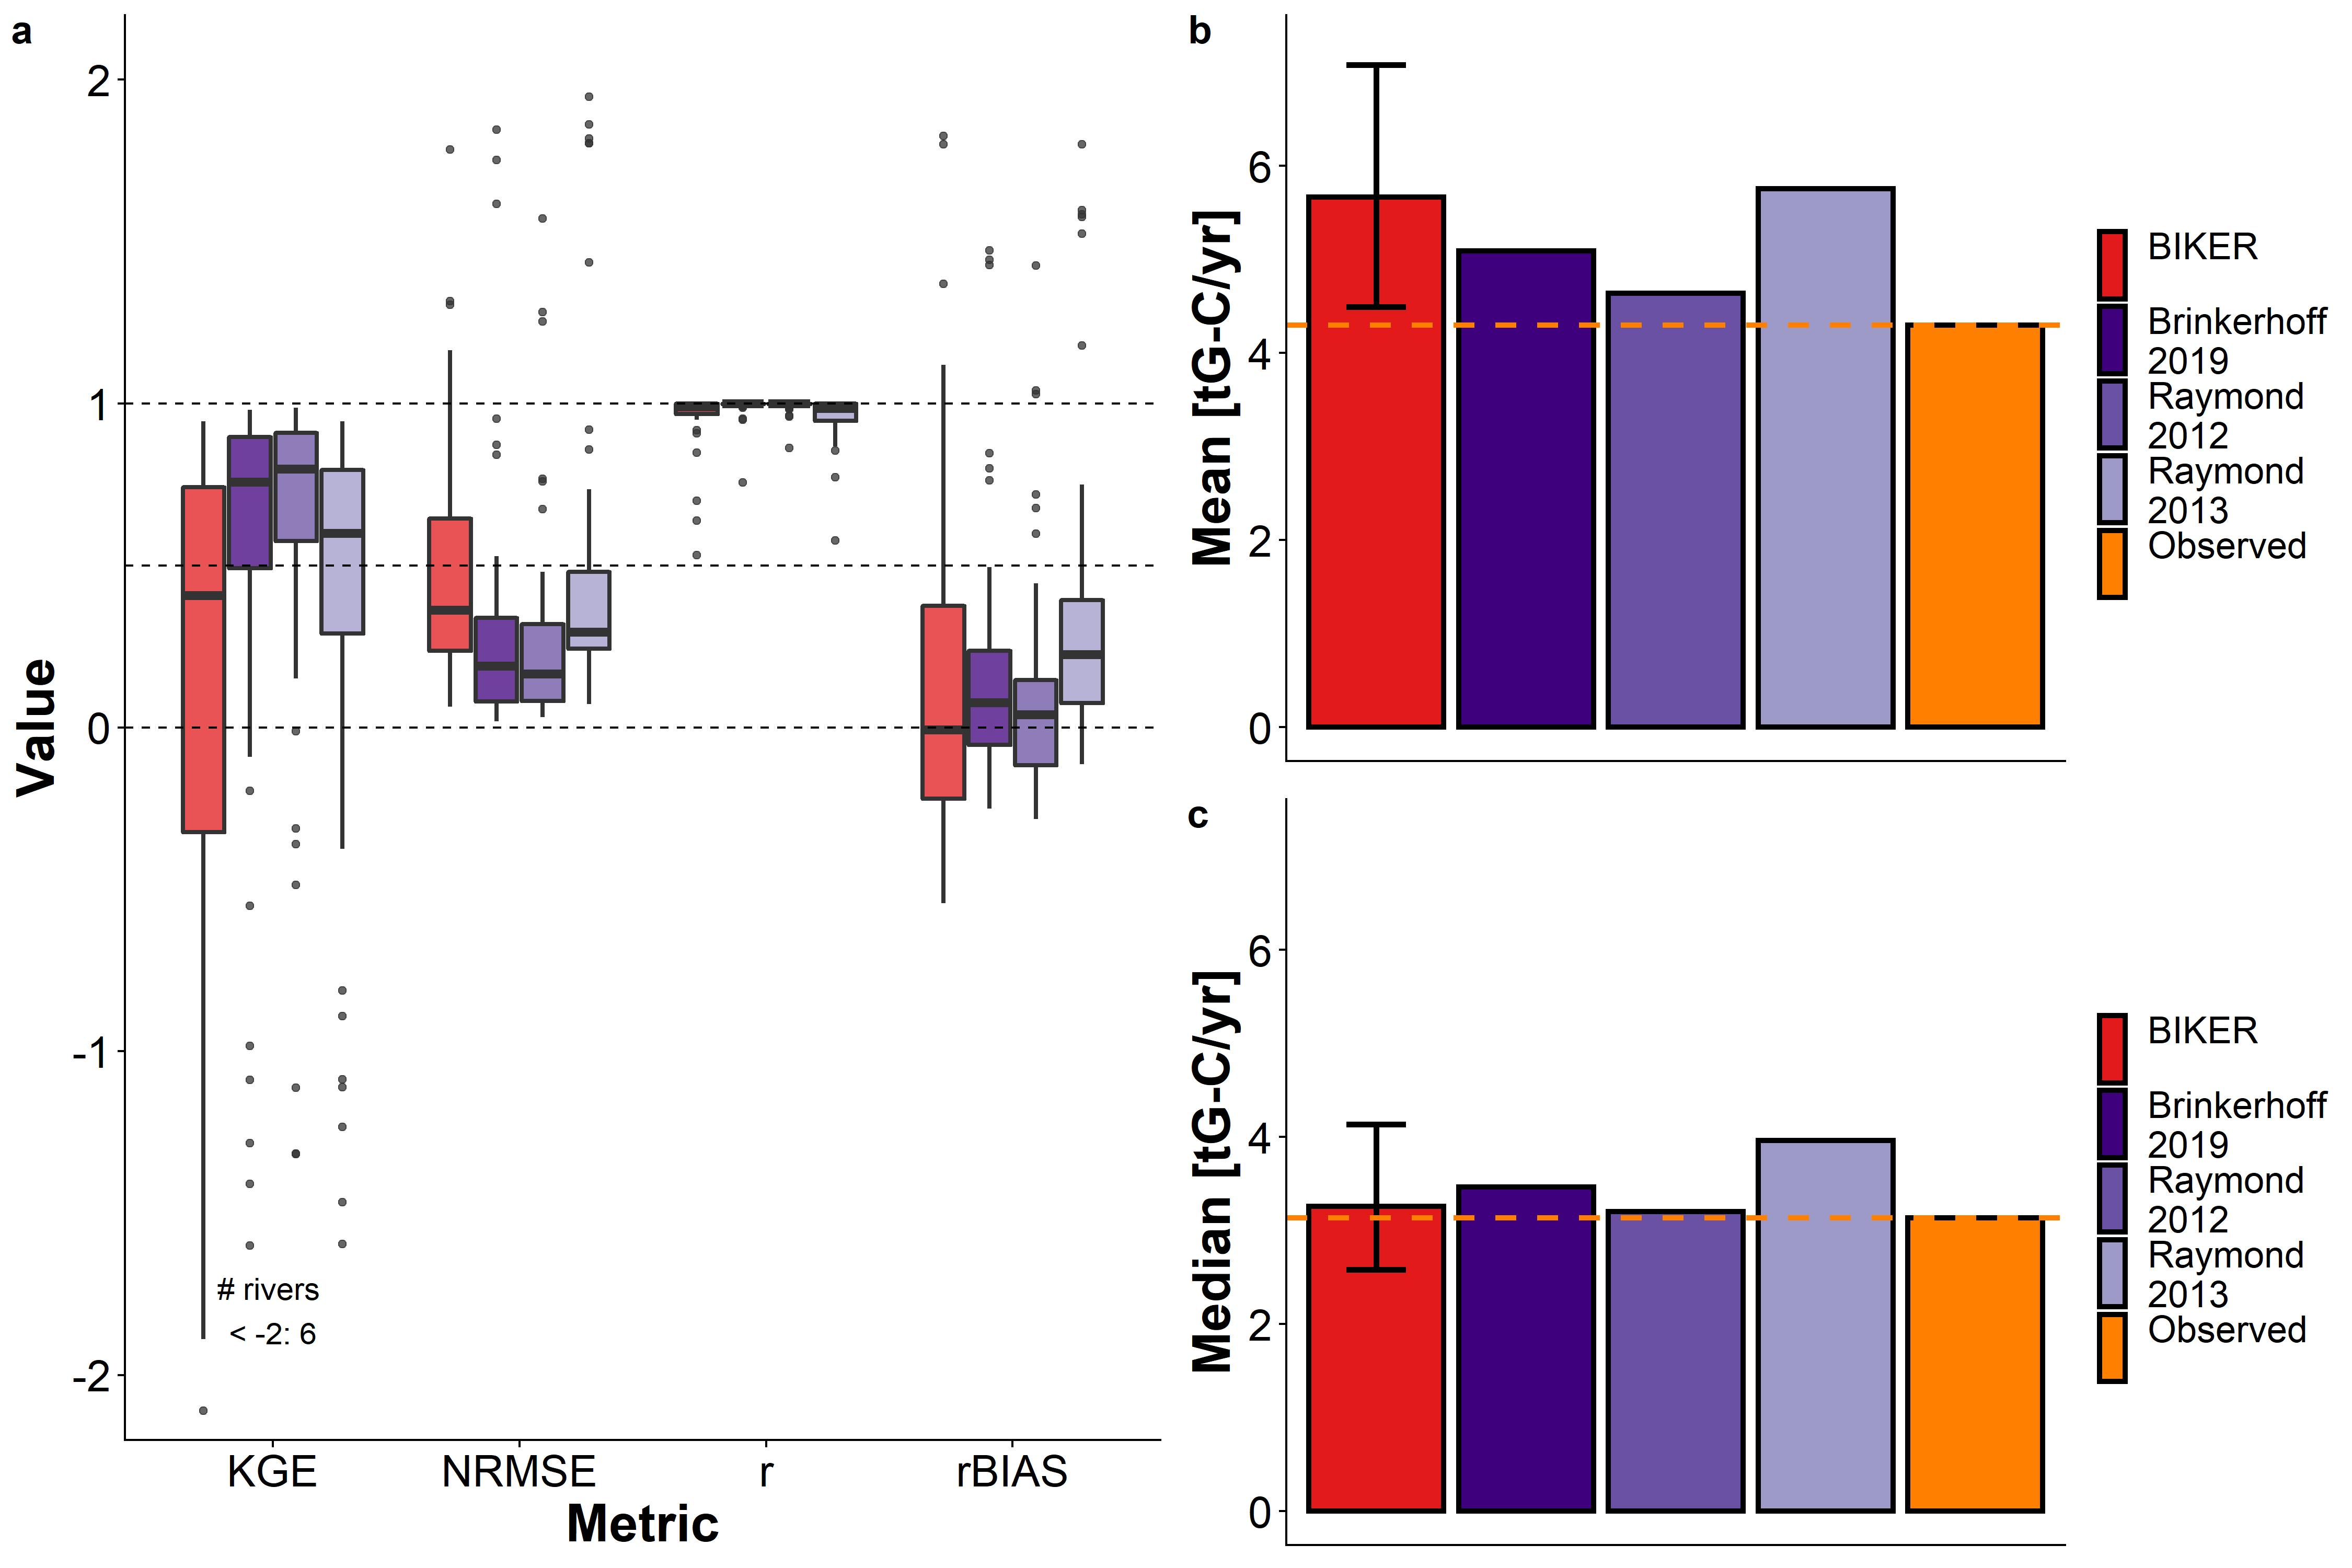 a
2
1
0
-1
-2
Value
# rivers
< -2: 6
KGE
NRMSE
r
rBIAS
Metric
b
6
4
2
0
Mean [tG-C/yr]
BIKER
Brinkerhoff
2019
Raymond
2012
Raymond
2013
Observed
c
6
4
2
0
Median [tG-C/yr]
BIKER
Brinkerhoff
2019
Raymond
2012
Raymond
2013
Observed